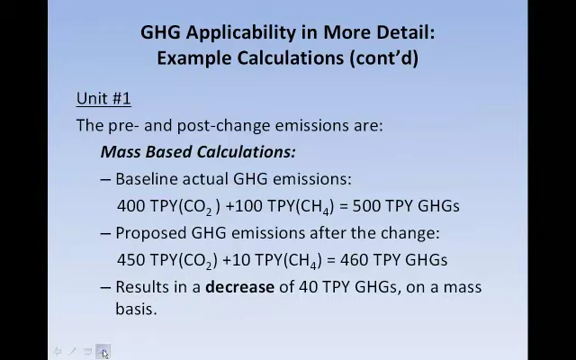 GHG Applicability in More Detail:
Example Calculations (cont’d)
Unit #1
The pre- and post-change emissions are:
Mass Based Calculations:
– Baseline actual GHG emissions:
400 TPY(CO₂ ) +100 TPY(CH₄) = 500 TPY GHGs
– Proposed GHG emissions after the change:
450 TPY(CO₂) +10 TPY(CH₄) = 460 TPY GHGs
– Results in a decrease of 40 TPY GHGs, on a mass
basis.